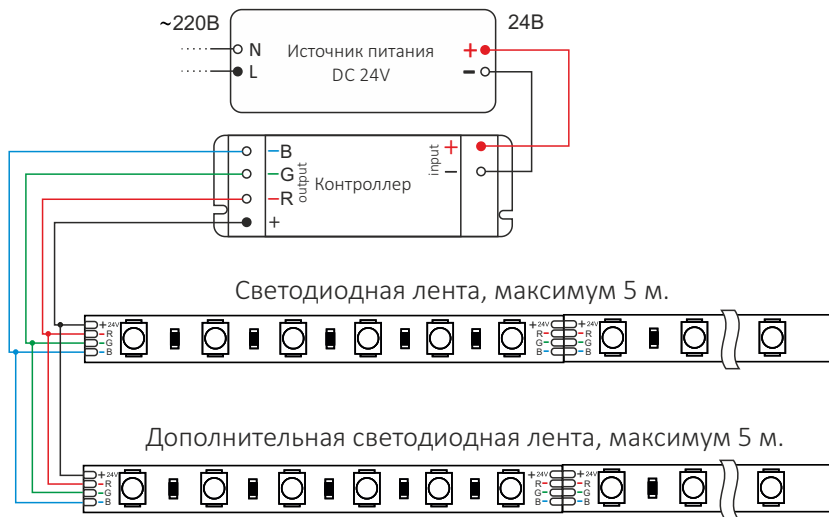 ~220В
24В
N
Источник питания
+
L
DC 24V
−
−B
+
−G
output
Контроллер
input
−
−R
+
Светодиодная лента, максимум 5 м.
+24V
R
G
B
+24V
R
G
B
+24V
R
G
B
Дополнительная светодиодная лента, максимум 5 м.
+24V
R
G
B
+24V
R
G
B
+24V
R
G
B